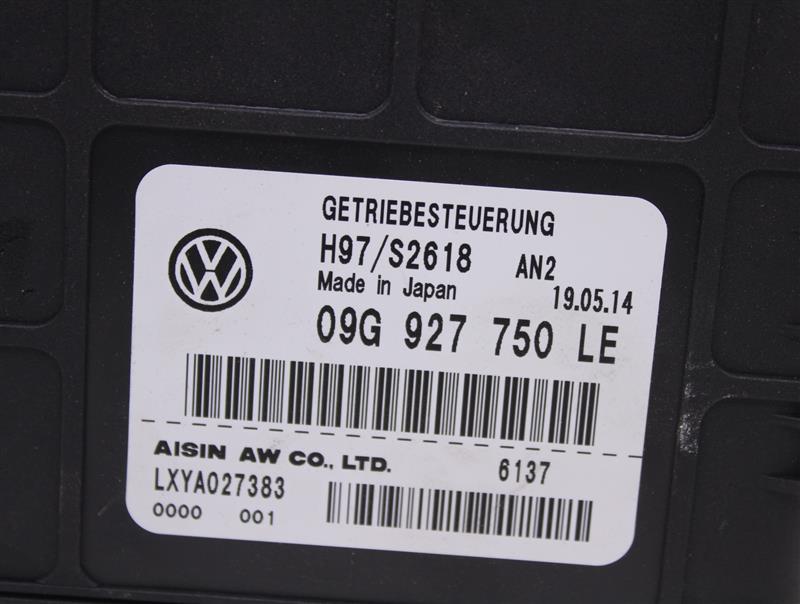 GETRIEBESTEUERUNG
H97/S2618 AN2
Made in Japan 19.05.14
09G 927 750 LE
AISIN AW CO., LTD. 6137
LXYA027383
0000 001